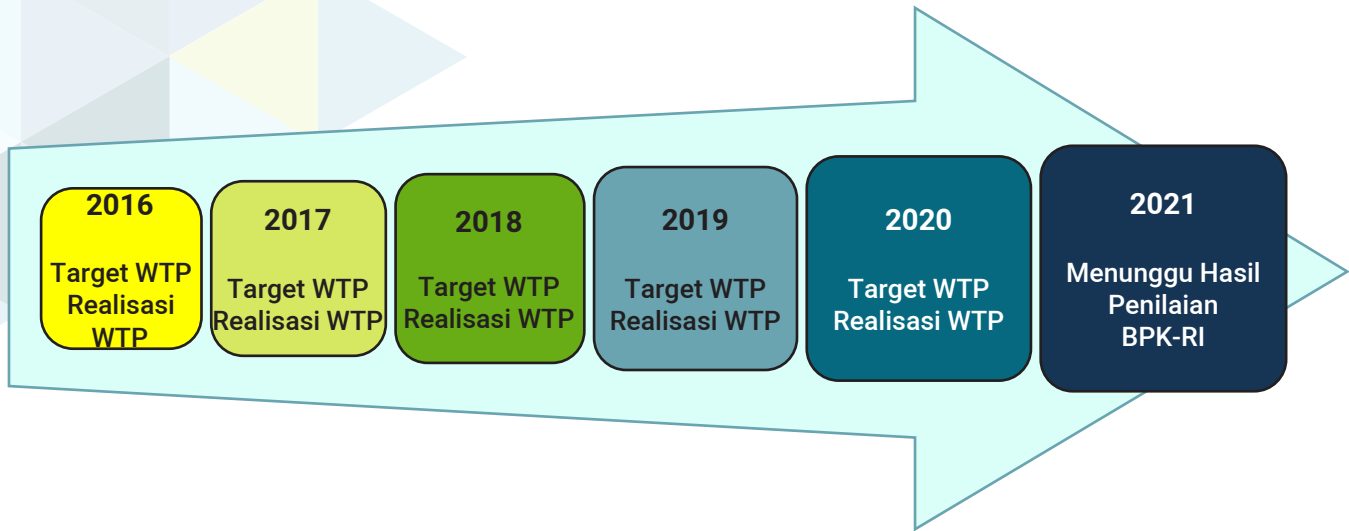 2016
Target WTP
Realisasi
WTP
2017
Target WTP
Realisasi WTP
2018
Target WTP
Realisasi WTP
2019
Target WTP
Realisasi WTP
2020
Target WTP
Realisasi WTP
2021
Menunggu Hasil
Penilaian
BPK-RI